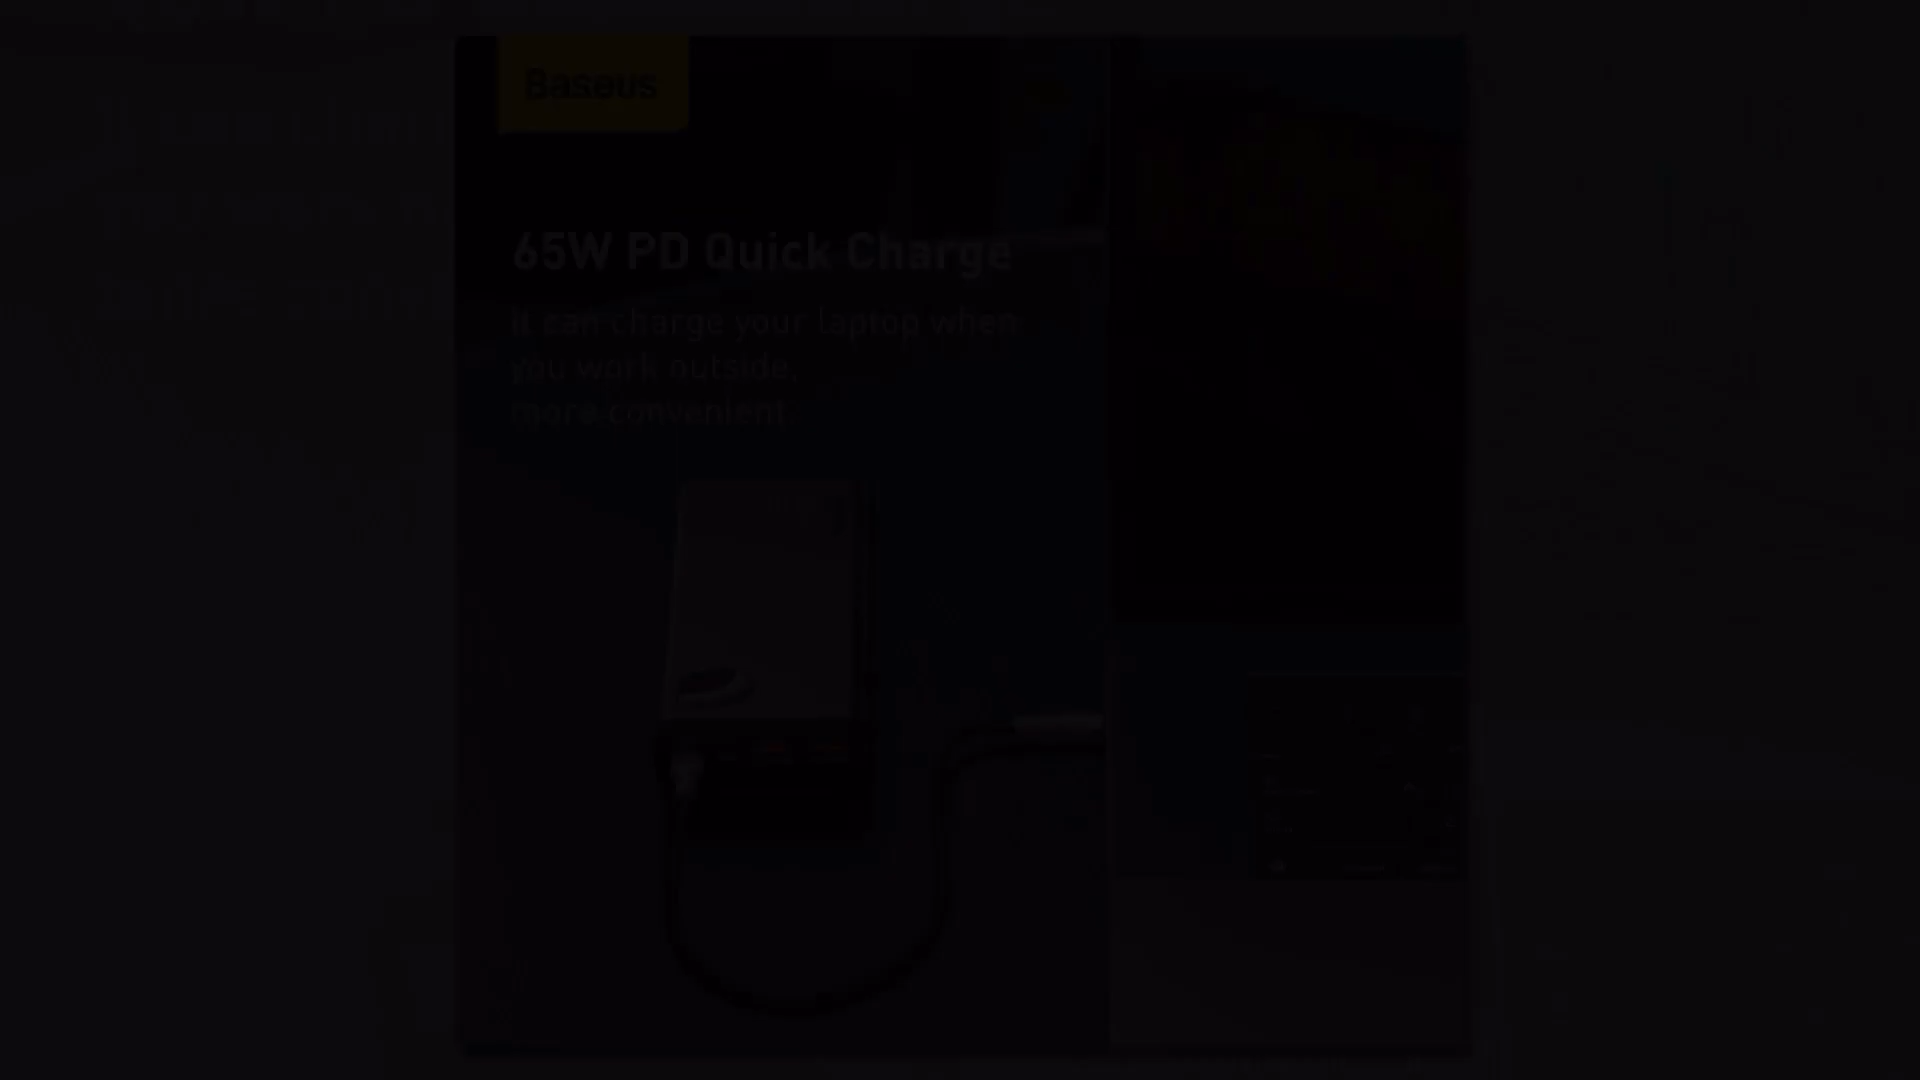 Baseus
65W PD Quick Charge
It can charge your laptop when
you work outside,
more convenient.